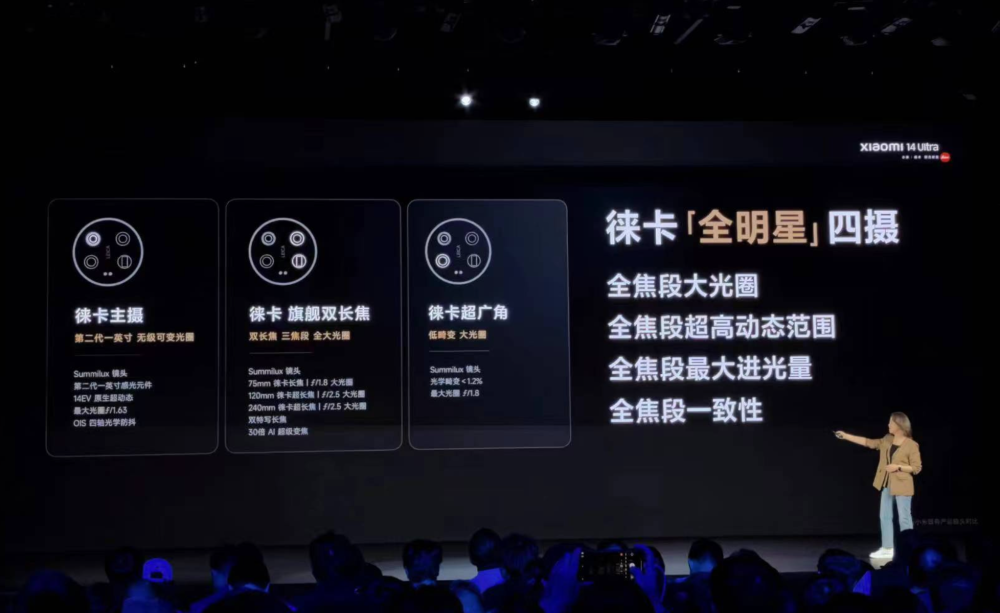 xiaomi 14 Ultra
徕卡「全明星」四摄
全焦段大光圈
全焦段超高动态范围
全焦段最大进光量
全焦段一致性
徕卡主摄
第二代一英寸 无级可变光圈
Summilux 镜头
第二代一英寸感光元件
14EV 原生超动态
最大光圈ƒ/1.63
OIS 四轴光学防抖
徕卡 旗舰双长焦
双长焦 三焦段 全大光圈
Summilux 镜头
75mm 徕卡长焦 | ƒ/1.8 大光圈
120mm 徕卡超长焦 | ƒ/2.5 大光圈
240mm 徕卡超长焦 | ƒ/2.5 大光圈
双特写长焦
30倍 AI 超级变焦
徕卡超广角
低畸变 大光圈
Summilux 镜头
光学畸变<1.2%
最大光圈 ƒ/1.8